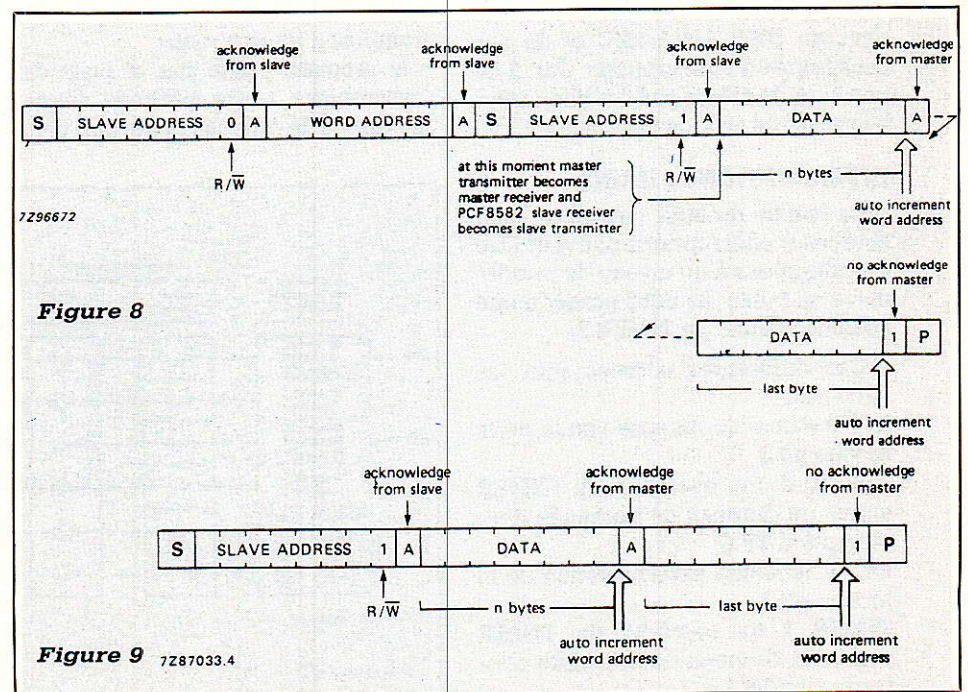 acknowledge acknowledge acknowledge acknowledge
from slave from slave from slave from master
S SLAVE ADDRESS 0 A WORD ADDRESS A S SLAVE ADDRESS 1 A DATA A
R/W̅ at this moment master R/W̅ n bytes
transmitter becomes
master receiver and auto increment
7Z96672 PCF8582 slave receiver word address
becomes slave transmitter
no acknowledge
from master
Figure 8
DATA 1 P
last byte
auto increment
word address
acknowledge acknowledge no acknowledge
from slave from master from master
S SLAVE ADDRESS 1 A DATA A 1 P
R/W̅ n bytes last byte
auto increment auto increment
Figure 9 7Z87033.4 word address word address